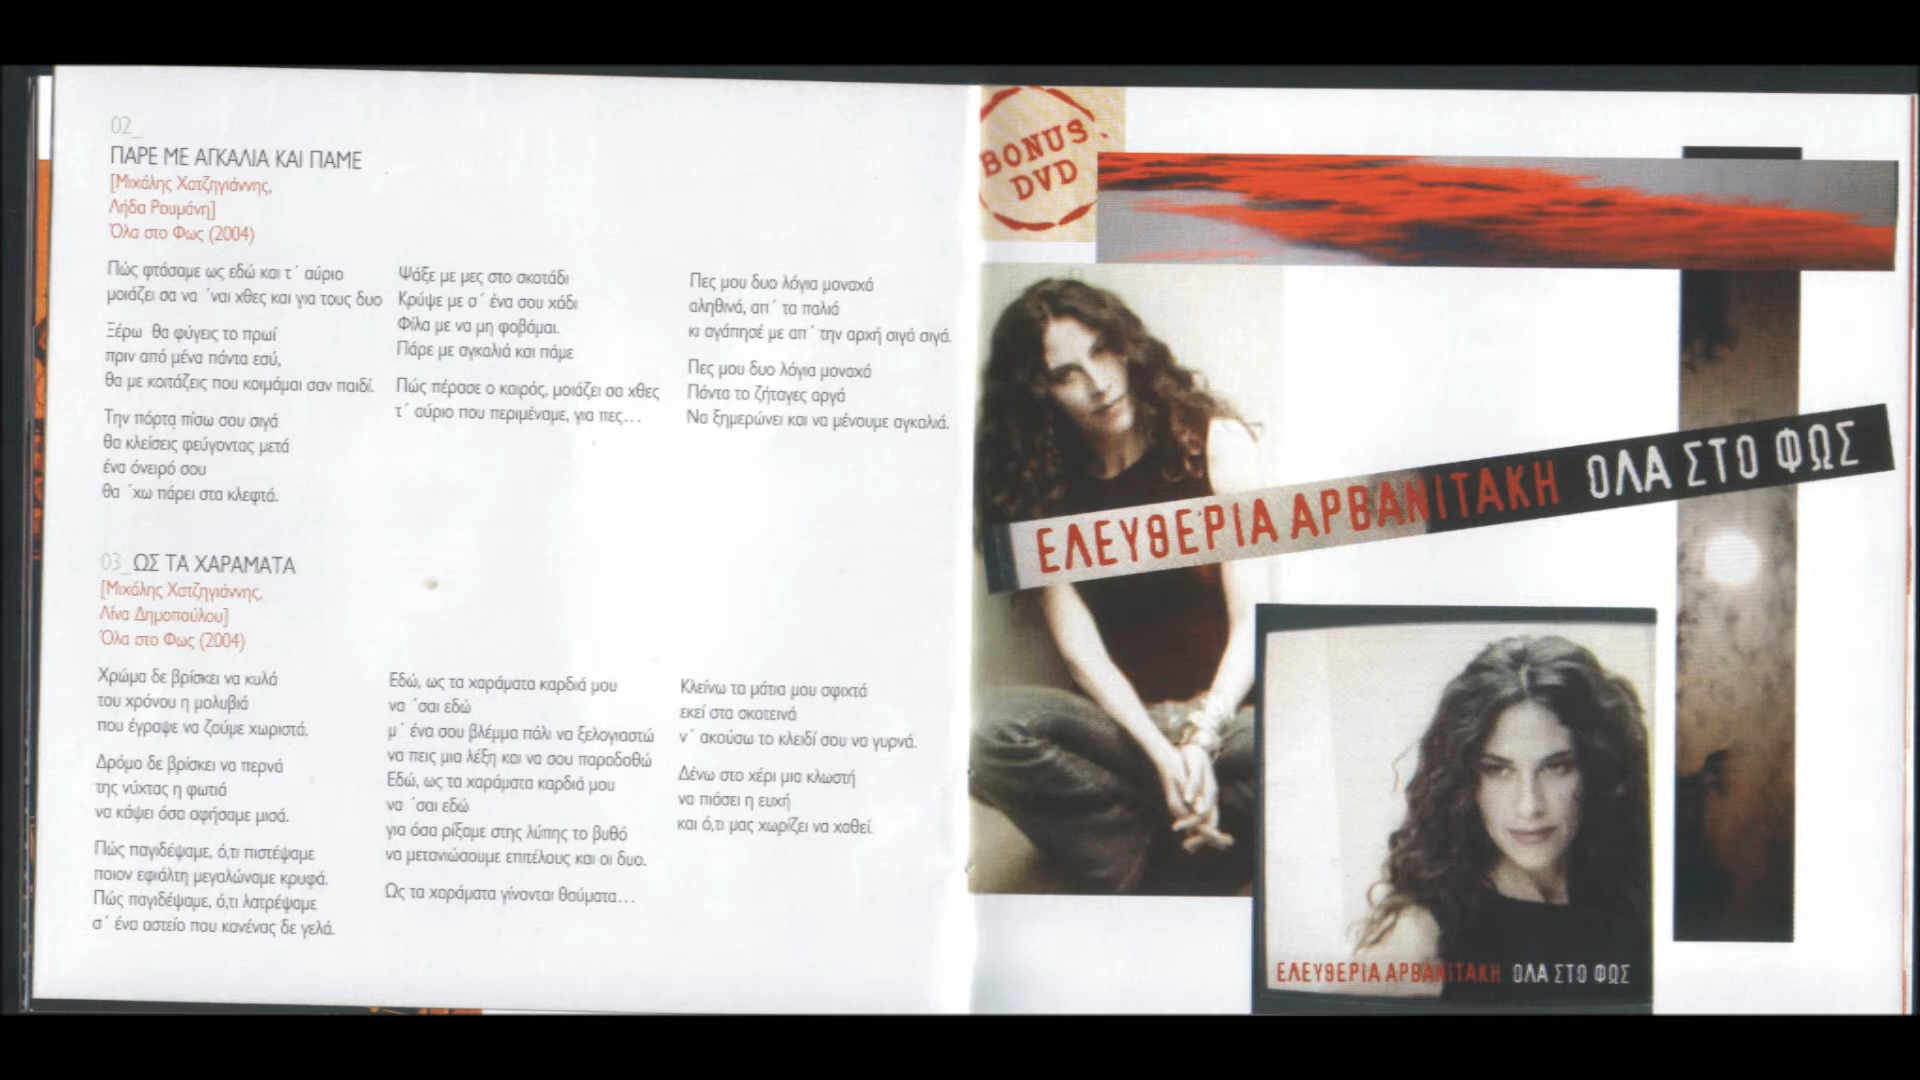 02_
ΠΑΡΕ ΜΕ ΑΓΚΑΛΙΑ ΚΑΙ ΠΑΜΕ
[Μιχάλης Χατζηγιάννης,
Λήδα Ρουμάνη]
Όλα στο Φως (2004)
Πώς φτάσαμε ως εδώ και τ΄ αύριο
μοιάζει σα να ΄ναι χθες και για τους δυο
Ξέρω θα φύγεις το πρωί
πριν από μένα πάντα εσύ,
θα με κοιτάζεις που κοιμάμαι σαν παιδί.
Την πόρτα πίσω σου σιγά
θα κλείσεις φεύγοντας μετά
ένα όνειρό σου
θα ΄χω πάρει στα κλεφτά.
Ψάξε με μες στο σκοτάδι
Κρύψε με σ΄ ένα σου χάδι
Φίλα με να μη φοβάμαι.
Πάρε με αγκαλιά και πάμε
Πώς πέρασε ο καιρός, μοιάζει σα χθες
τ΄ αύριο που περιμέναμε, για πες...
Πες μου δυο λόγια μοναχά
αληθινά, απ΄ τα παλιά
κι αγάπησέ με απ΄ την αρχή σιγά σιγά.
Πες μου δυο λόγια μοναχά
Πάντα το ζήταγες αργά
Να ξημερώνει και να μένουμε αγκαλιά.
03_ΩΣ ΤΑ ΧΑΡΑΜΑΤΑ
[Μιχάλης Χατζηγιάννης,
Λίνα Δημοπούλου]
Όλα στο Φως (2004)
Χρώμα δε βρίσκει να κυλά
του χρόνου η μολυβιά
που έγραψε να ζούμε χωριστά.
Δρόμο δε βρίσκει να περνά
της νύχτας η φωτιά
να κάψει όσα αφήσαμε μισά.
Πώς παγιδέψαμε, ό,τι πιστέψαμε
ποιον εφιάλτη μεγαλώναμε κρυφά.
Πώς παγιδέψαμε, ό,τι λατρέψαμε
σ΄ ένα αστείο που κανένας δε γελά.
Εδώ, ως τα χαράματα καρδιά μου
να ΄σαι εδώ
μ΄ ένα σου βλέμμα πάλι να ξελογιαστώ
να πεις μια λέξη και να σου παραδοθώ
Εδώ, ως τα χαράματα καρδιά μου
να ΄σαι εδώ
για όσα ρίξαμε στης λύπης το βυθό
να μετανιώσουμε επιτέλους και οι δυο.
Ως τα χαράματα γίνονται θαύματα...
Κλείνω τα μάτια μου σφιχτά
εκεί στα σκοτεινά
ν΄ ακούσω το κλειδί σου να γυρνά.
Δένω στο χέρι μια κλωστή
να πιάσει η ευχή
και ό,τι μας χωρίζει να χαθεί.
BONUS
DVD
ΕΛΕΥΘΕΡΙΑ ΑΡΒΑΝΙΤΑΚΗ ΟΛΑ ΣΤΟ ΦΩΣ
ΕΛΕΥΘΕΡΙΑ ΑΡΒΑΝΙΤΑΚΗ ΟΛΑ ΣΤΟ ΦΩΣ